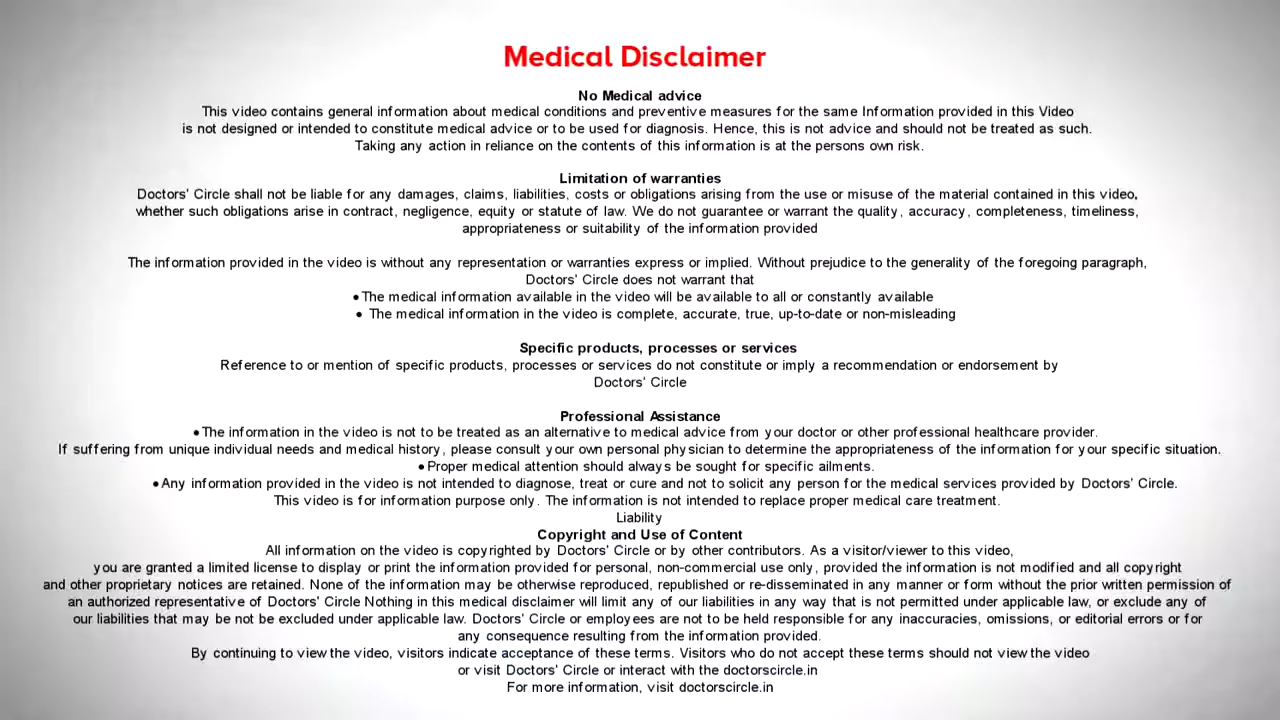 Medical Disclaimer
No Medical advice
This video contains general information about medical conditions and preventive measures for the same Information provided in this Video
is not designed or intended to constitute medical advice or to be used for diagnosis. Hence, this is not advice and should not be treated as such.
Taking any action in reliance on the contents of this information is at the persons own risk.
Limitation of warranties
Doctors' Circle shall not be liable for any damages, claims, liabilities, costs or obligations arising from the use or misuse of the material contained in this video,
whether such obligations arise in contract, negligence, equity or statute of law. We do not guarantee or warrant the quality, accuracy, completeness, timeliness,
appropriateness or suitability of the information provided
The information provided in the video is without any representation or warranties express or implied. Without prejudice to the generality of the foregoing paragraph,
Doctors' Circle does not warrant that
•The medical information available in the video will be available to all or constantly available
• The medical information in the video is complete, accurate, true, up-to-date or non-misleading
Specific products, processes or services
Reference to or mention of specific products, processes or services do not constitute or imply a recommendation or endorsement by
Doctors' Circle
Professional Assistance
•The information in the video is not to be treated as an alternative to medical advice from your doctor or other professional healthcare provider.
If suffering from unique individual needs and medical history, please consult your own personal physician to determine the appropriateness of the information for your specific situation.
•Proper medical attention should always be sought for specific ailments.
•Any information provided in the video is not intended to diagnose, treat or cure and not to solicit any person for the medical services provided by Doctors' Circle.
This video is for information purpose only. The information is not intended to replace proper medical care treatment.
Liability
Copyright and Use of Content
All information on the video is copyrighted by Doctors' Circle or by other contributors. As a visitor/viewer to this video,
you are granted a limited license to display or print the information provided for personal, non-commercial use only, provided the information is not modified and all copyright
and other proprietary notices are retained. None of the information may be otherwise reproduced, republished or re-disseminated in any manner or form without the prior written permission of
an authorized representative of Doctors' Circle Nothing in this medical disclaimer will limit any of our liabilities in any way that is not permitted under applicable law, or exclude any of
our liabilities that may be not be excluded under applicable law. Doctors' Circle or employees are not to be held responsible for any inaccuracies, omissions, or editorial errors or for
any consequence resulting from the information provided.
By continuing to view the video, visitors indicate acceptance of these terms. Visitors who do not accept these terms should not view the video
or visit Doctors' Circle or interact with the doctorscircle.in
For more information, visit doctorscircle.in